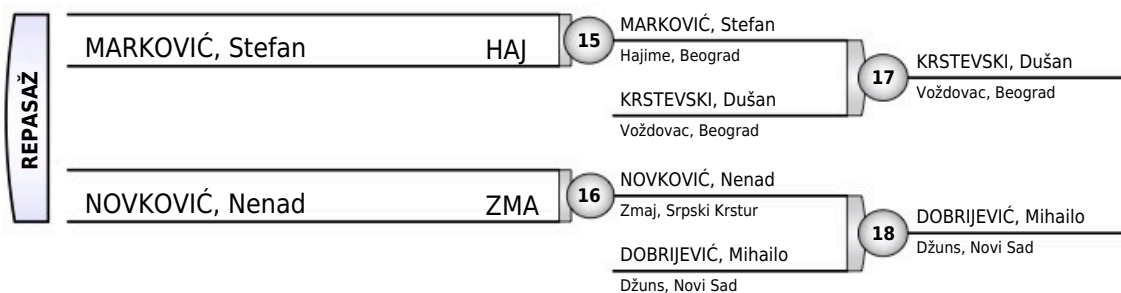 REPASAŽ
MARKOVIĆ, Stefan HAJ
15
MARKOVIĆ, Stefan
Hajime, Beograd
KRSTEVSKI, Dušan
Voždovac, Beograd
17
KRSTEVSKI, Dušan
Voždovac, Beograd
NOVKOVIĆ, Nenad ZMA
16
NOVKOVIĆ, Nenad
Zmaj, Srpski Krstur
DOBRIJEVIĆ, Mihailo
Džuns, Novi Sad
18
DOBRIJEVIĆ, Mihailo
Džuns, Novi Sad